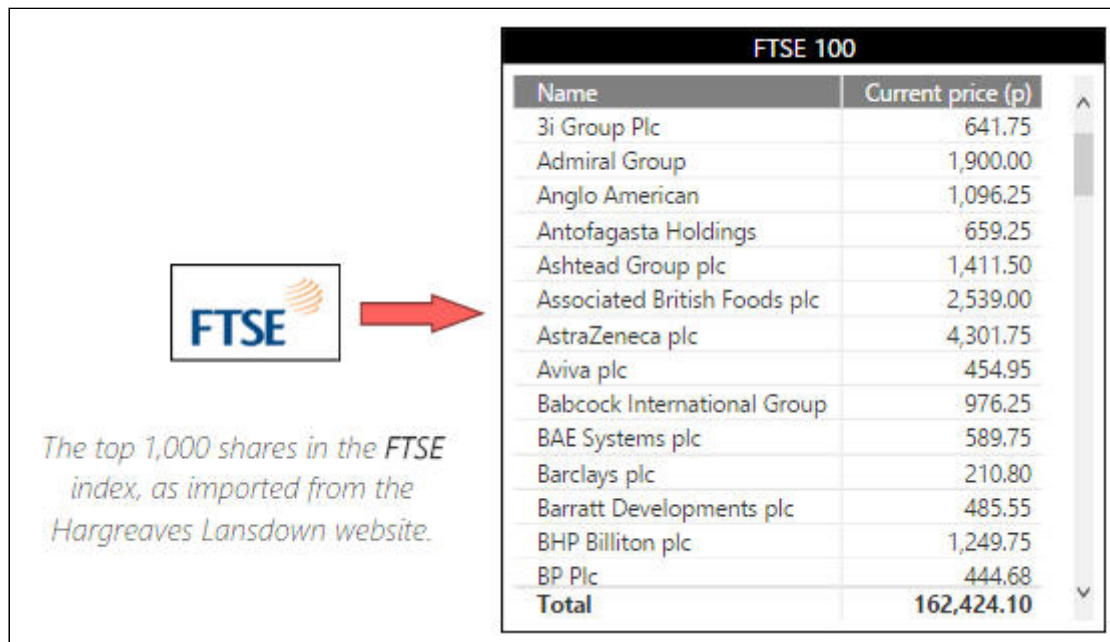 FTSE
The top 1,000 shares in the FTSE
index, as imported from the
Hargreaves Lansdown website.
FTSE 100
Name Current price (p)
3i Group Plc 641.75
Admiral Group 1,900.00
Anglo American 1,096.25
Antofagasta Holdings 659.25
Ashtead Group plc 1,411.50
Associated British Foods plc 2,539.00
AstraZeneca plc 4,301.75
Aviva plc 454.95
Babcock International Group 976.25
BAE Systems plc 589.75
Barclays plc 210.80
Barratt Developments plc 485.55
BHP Billiton plc 1,249.75
BP Plc 444.68
Total 162,424.10